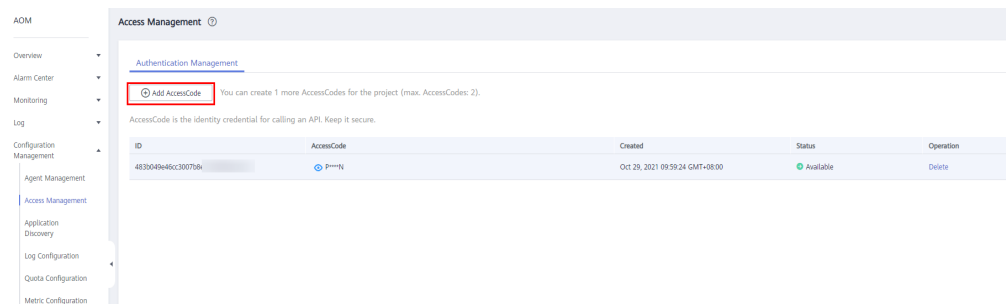 AOM
Overview
Alarm Center
Monitoring
Log
Configuration
Management
Agent Management
Access Management
Application
Discovery
Log Configuration
Quota Configuration
Metric Configuration
Access Management
Authentication Management
Add AccessCode
You can create 1 more AccessCodes for the project (max. AccessCodes: 2).
AccessCode is the identity credential for calling an API. Keep it secure.
ID AccessCode Created Status Operation
483b049e46cc3007b8 P****N Oct 29, 2021 09:59:24 GMT+08:00 Available Delete